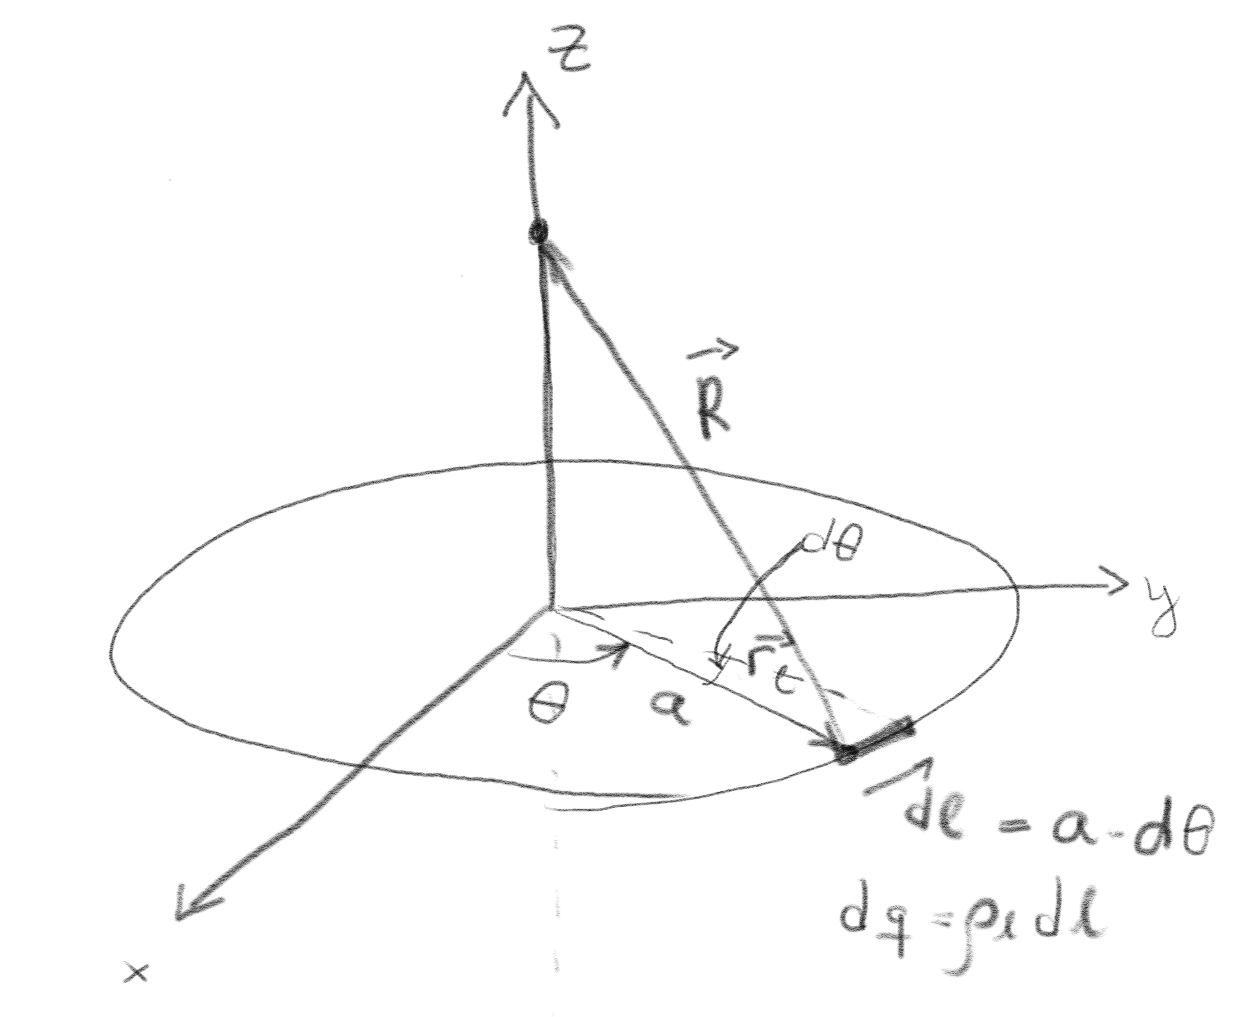 z
R
dθ
y
r t
θ
a
dl = a - dθ
dq = ρl dl
x